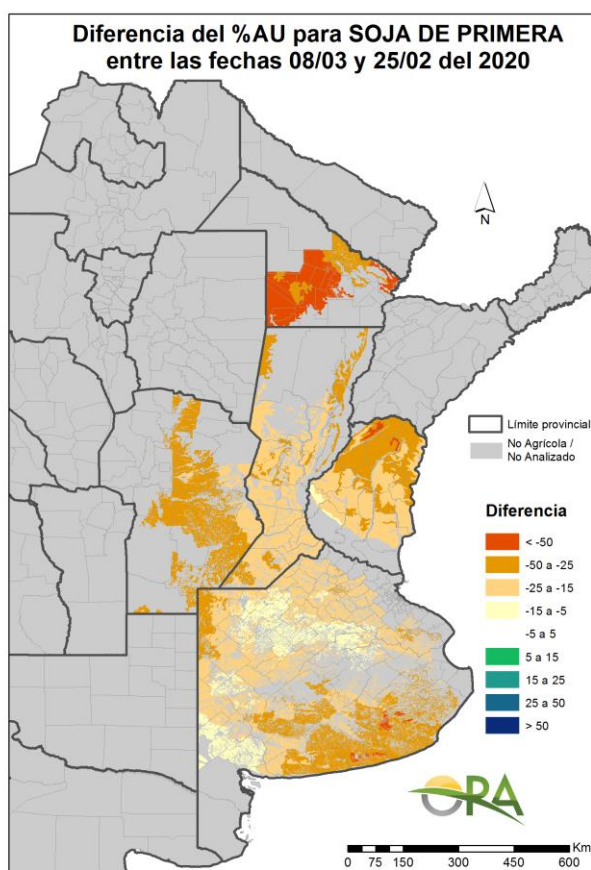 Diferencia del %AU para SOJA DE PRIMERA
entre las fechas 08/03 y 25/02 del 2020
N
Límite provincial
No Agrícola /
No Analizado
Diferencia
< -50
-50 a -25
-25 a -15
-15 a -5
-5 a 5
5 a 15
15 a 25
25 a 50
> 50
ORA
Km
0 75 150 300 450 600